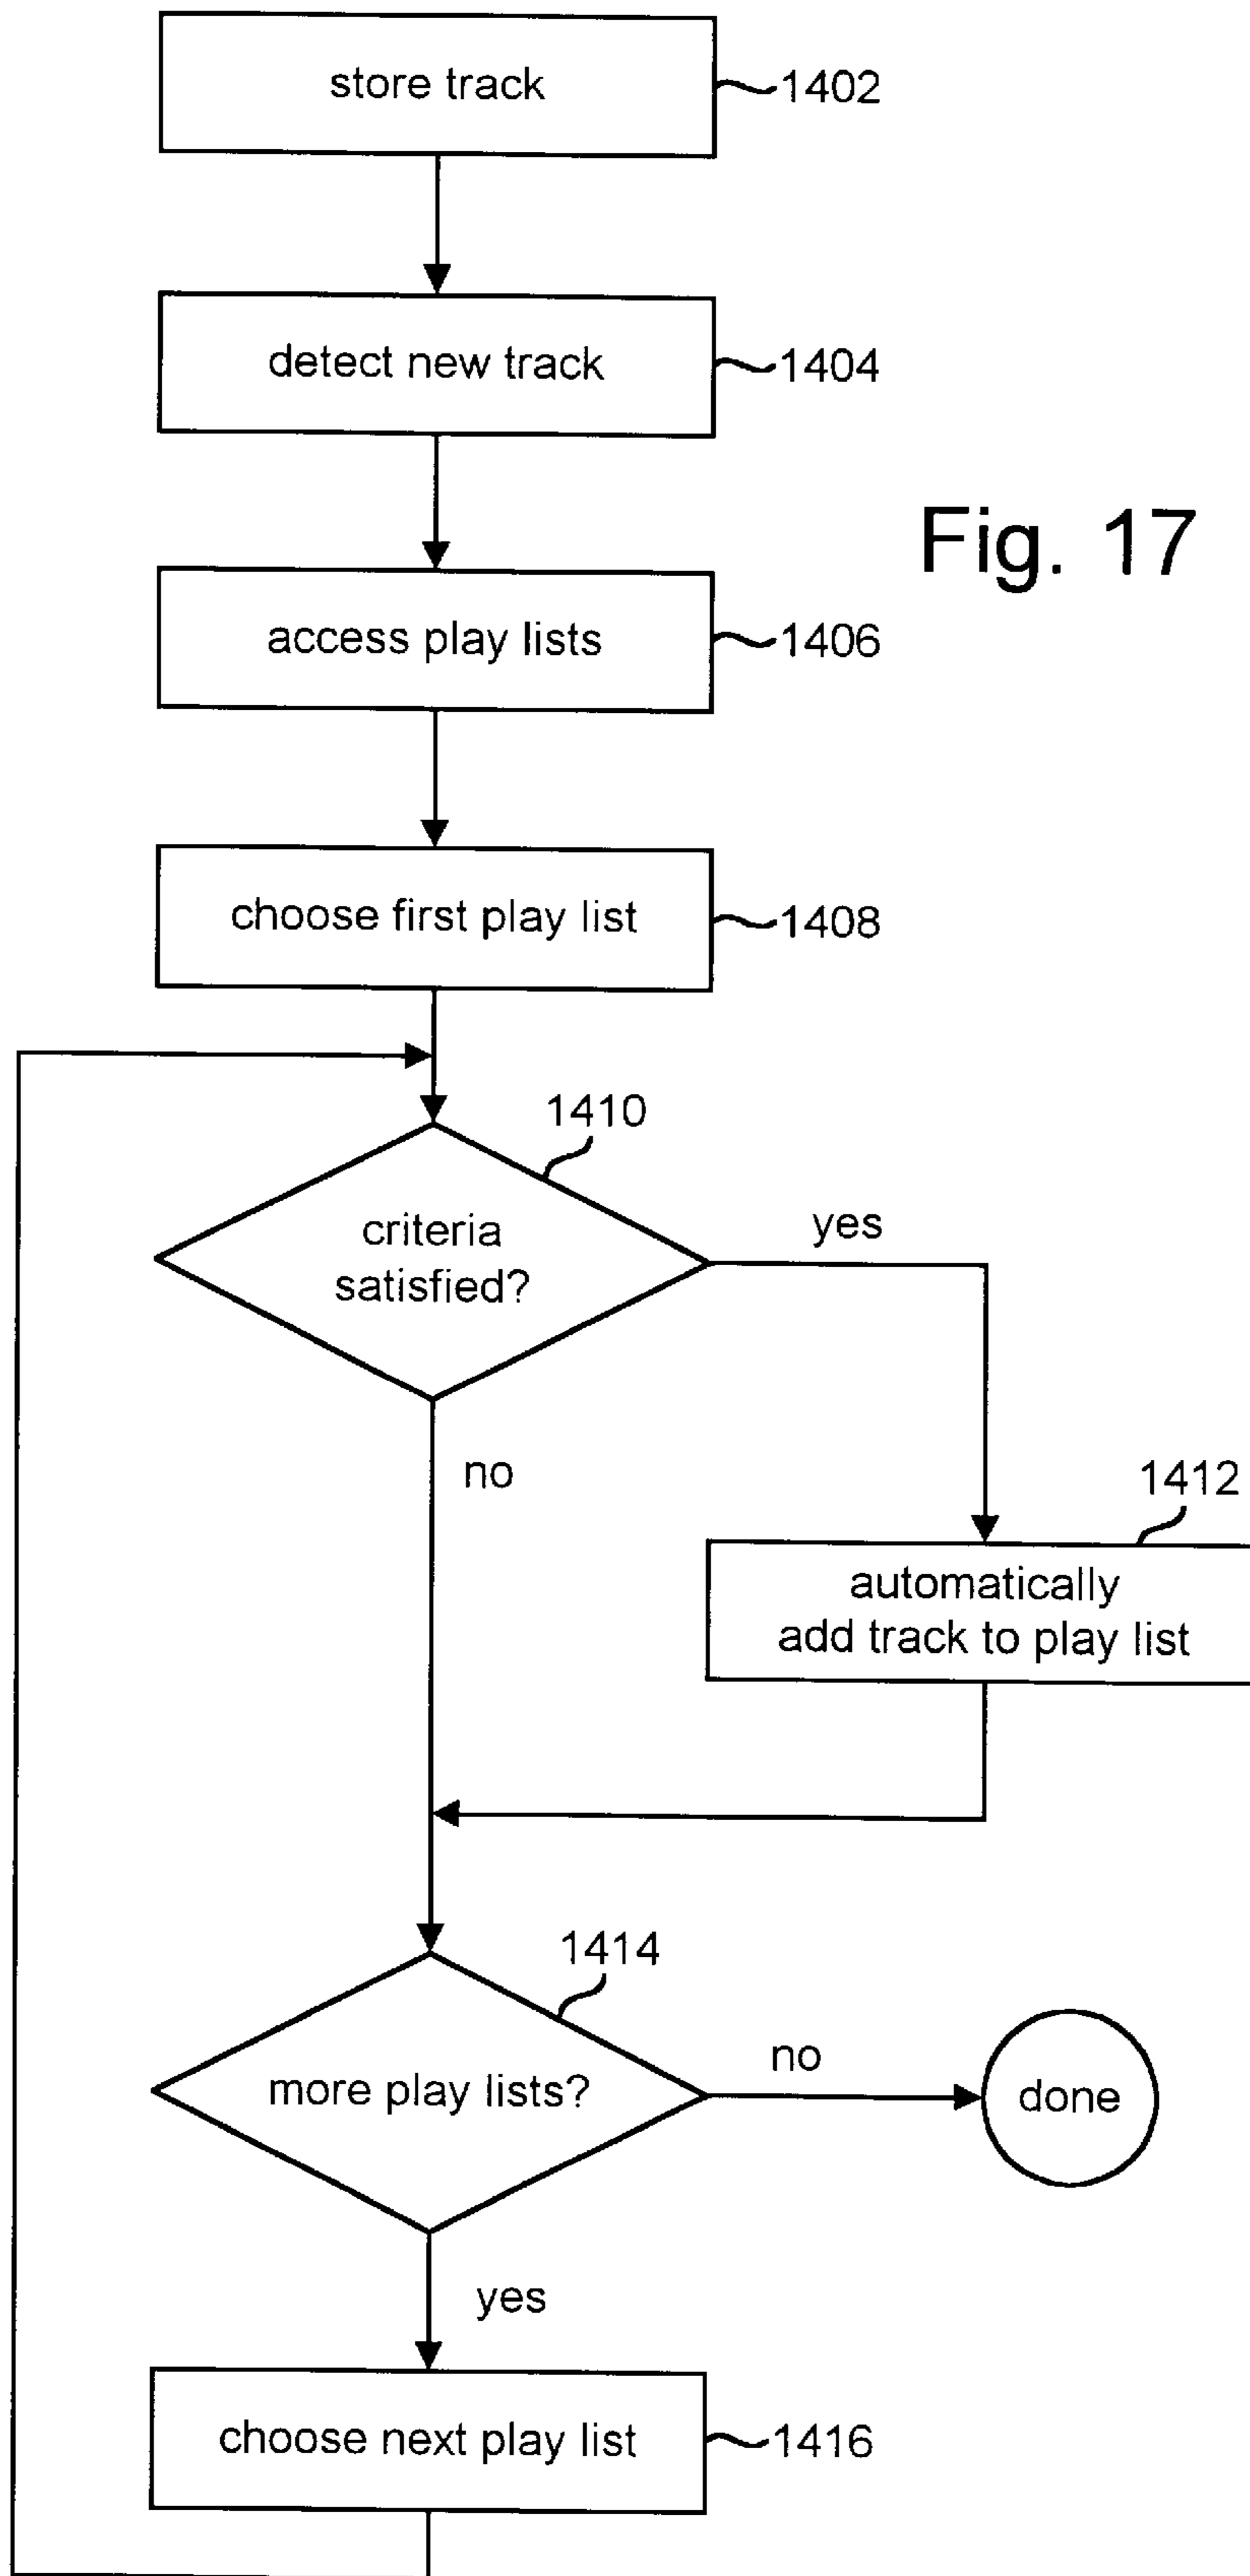 store track
1402
detect new track
1404
Fig. 17
access play lists
1406
choose first play list
1408
1410
criteria
satisfied?
yes
no
1412
automatically
add track to play list
1414
more play lists?
no
done
yes
choose next play list
1416